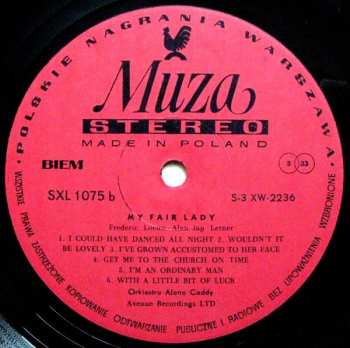 · POLSKIE NAGRANIA WARSZAWA ·
Muza
STEREO
MADE IN POLAND
BIEM
3 33
SXL 1075 b
S-3 XW-2236
MY FAIR LADY
Frederic Loewe Alan Jay Lerner
1. I COULD HAVE DANCED ALL NIGHT 2. WOULDN'T IT
BE LOVELY 3. I'VE GROWN ACCUSTOMED TO HER FACE
4. GET ME TO THE CHURCH ON TIME
5. I'M AN ORDINARY MAN
6. WITH A LITTLE BIT OF LUCK
Orkiestra Alana Caddy
Avenue Recordings LTD
WSZYSTKIE PRAWA ZASTRZEŻONE KOPIOWANIE ODTWARZANIE PUBLICZNE I RADIOWE BEZ UPOWAŻNIENIA WZBRONIONE